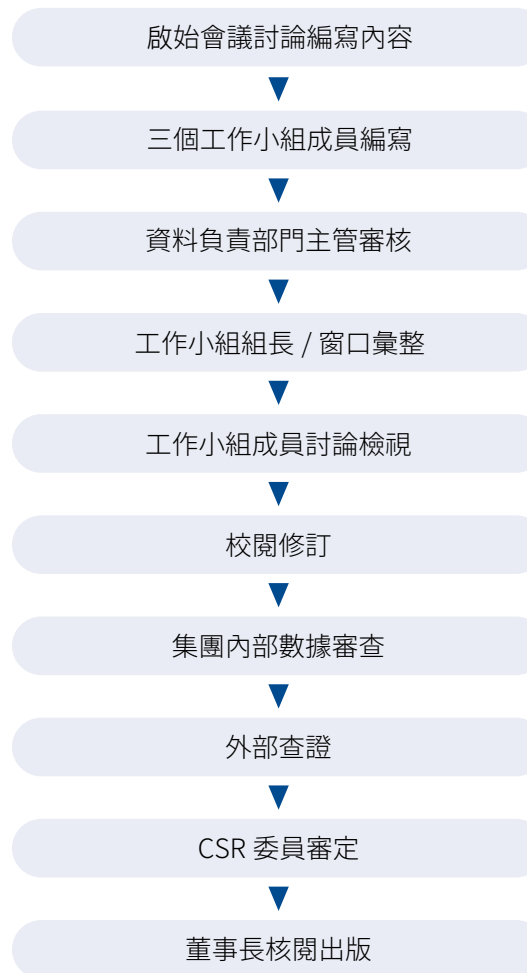 啟始會議討論編寫內容
三個工作小組成員編寫
資料負責部門主管審核
工作小組組長 / 窗口彙整
工作小組成員討論檢視
校閱修訂
集團內部數據審查
外部查證
CSR 委員審定
董事長核閱出版